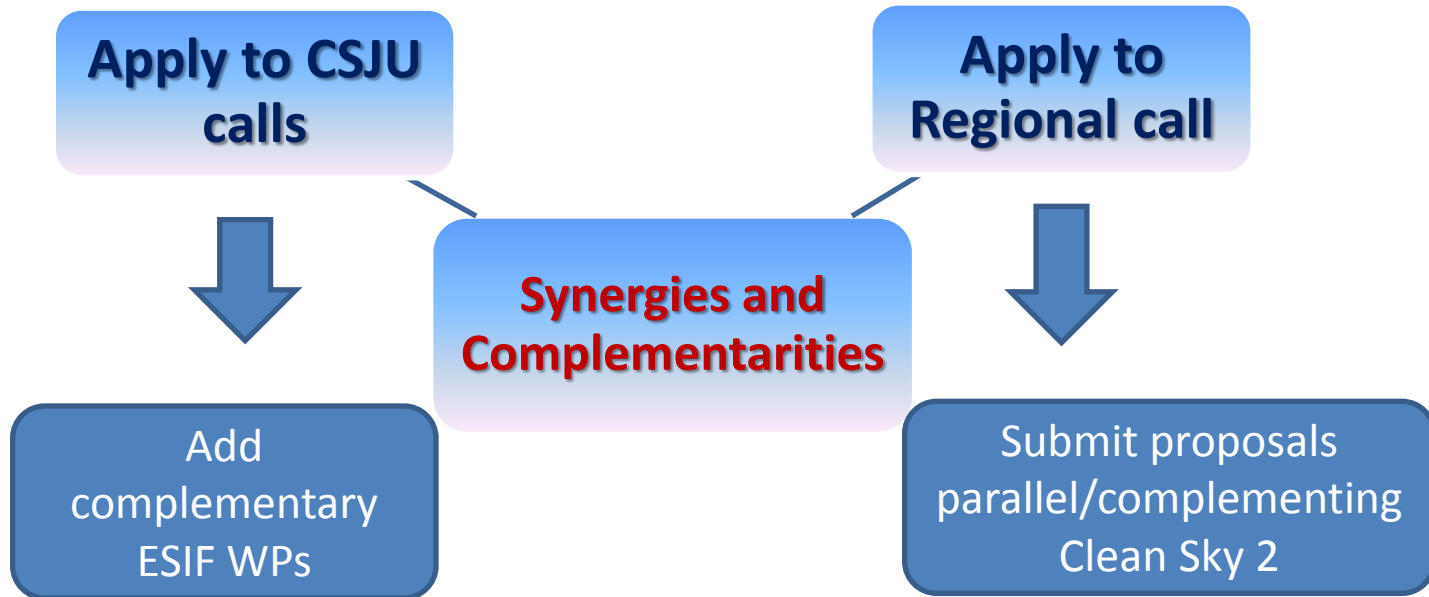 Apply to CSJU
calls
Apply to
Regional call
Synergies and
Complementarities
Add
complementary
ESIF WPs
Submit proposals
parallel/complementing
Clean Sky 2